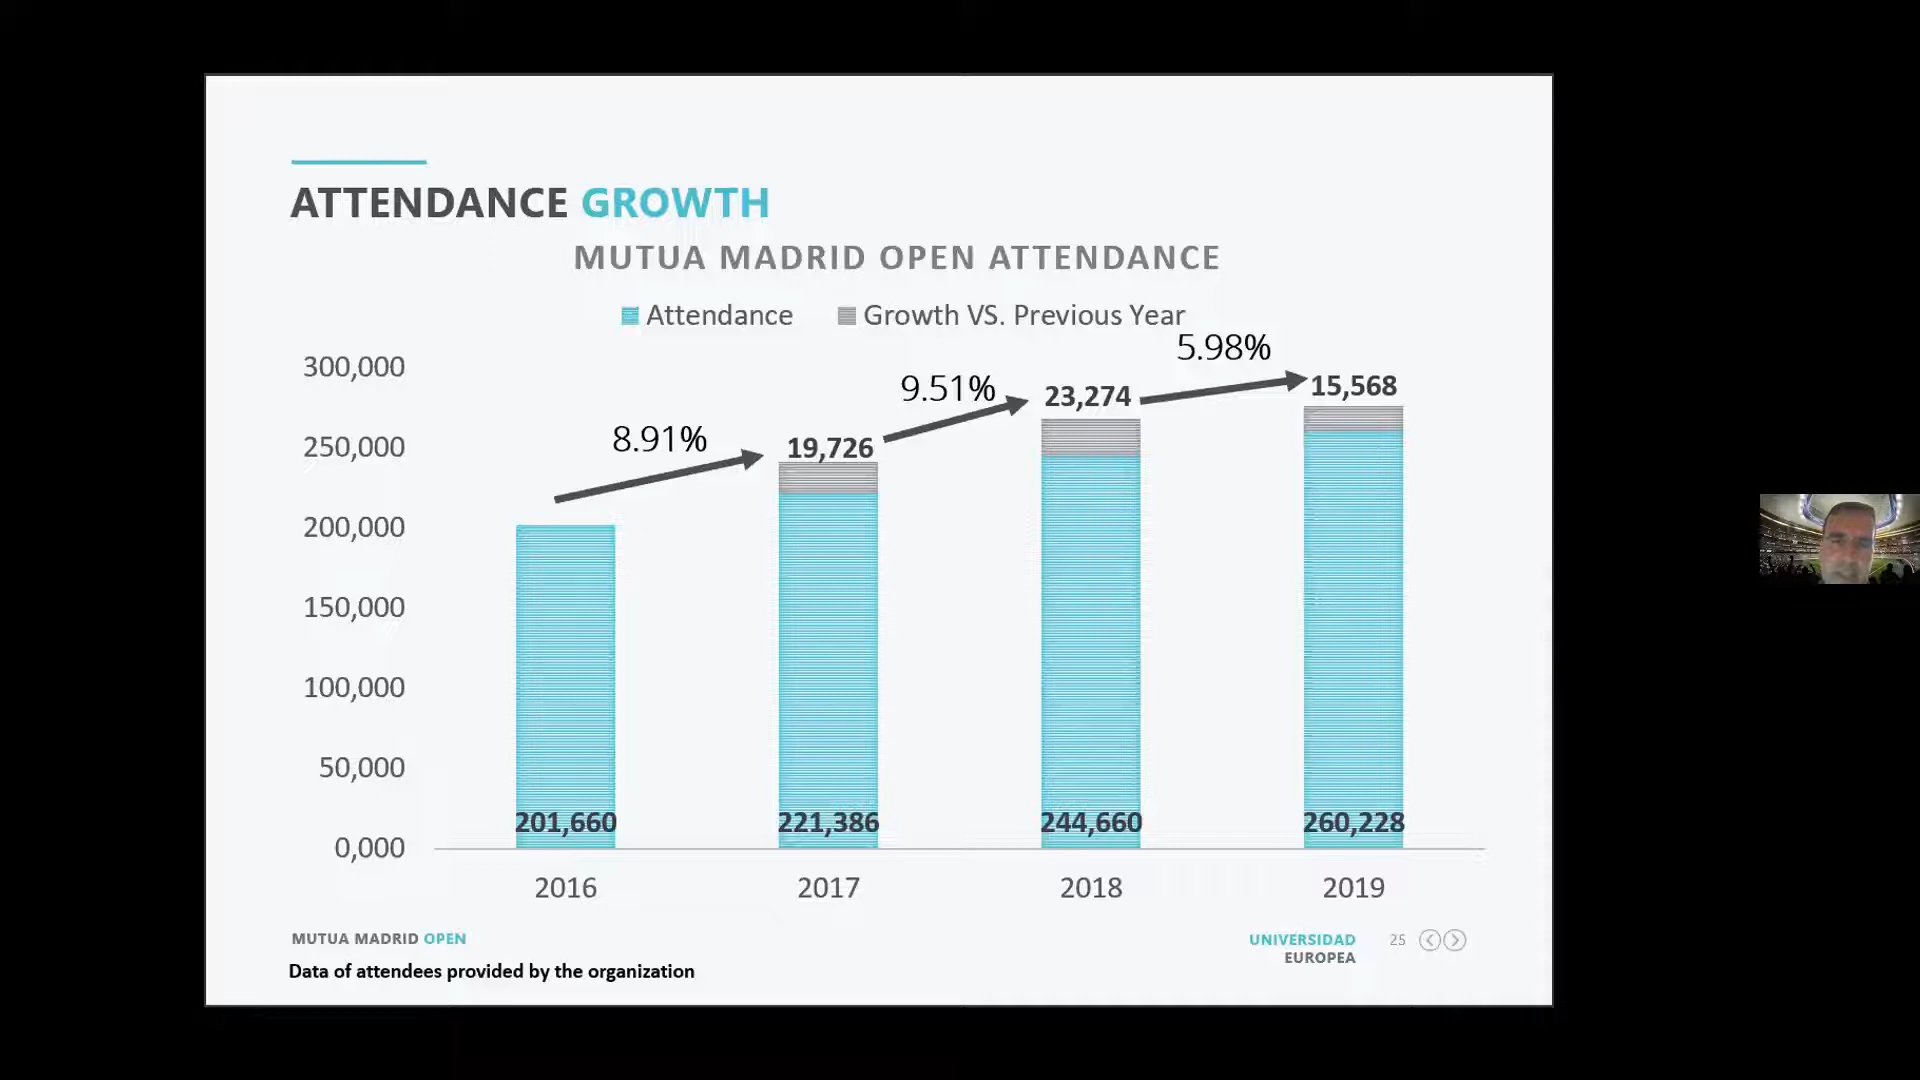 ATTENDANCE GROWTH
MUTUA MADRID OPEN ATTENDANCE
Attendance Growth VS. Previous Year
5.98%
300,000
9.51%
23,274
15,568
8.91%
19,726
250,000
200,000
150,000
100,000
50,000
201,660 221,386 244,660 260,228
0,000
2016 2017 2018 2019
MUTUA MADRID OPEN
UNIVERSIDAD
EUROPEA
25
Data of attendees provided by the organization